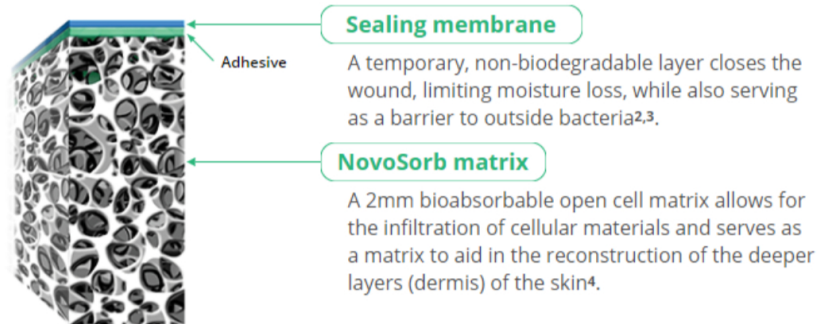 Sealing membrane
Adhesive
A temporary, non-biodegradable layer closes the
wound, limiting moisture loss, while also serving
as a barrier to outside bacteria2,3.
NovoSorb matrix
A 2mm bioabsorbable open cell matrix allows for
the infiltration of cellular materials and serves as
a matrix to aid in the reconstruction of the deeper
layers (dermis) of the skin4.